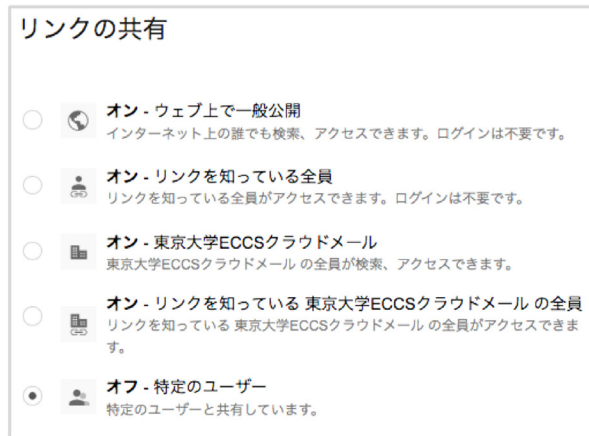 リンクの共有
オン - ウェブ上で一般公開
インターネット上の誰でも検索、アクセスできます。ログインは不要です。
オン - リンクを知っている全員
リンクを知っている全員がアクセスできます。ログインは不要です。
オン - 東京大学ECCSクラウドメール
東京大学ECCSクラウドメール の全員が検索、アクセスできます。
オン - リンクを知っている 東京大学ECCSクラウドメール の全員
リンクを知っている 東京大学ECCSクラウドメール の全員がアクセスできま
す。
オフ - 特定のユーザー
特定のユーザーと共有しています。